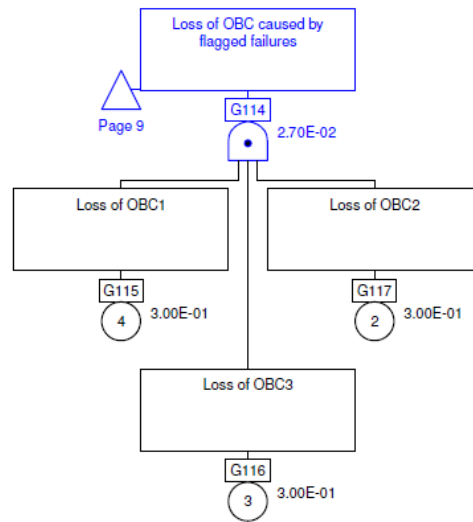 Loss of OBC caused by
flagged failures
Page 9
G114
2.70E-02
Loss of OBC1
G115
4
3.00E-01
Loss of OBC2
G117
2
3.00E-01
Loss of OBC3
G116
3
3.00E-01